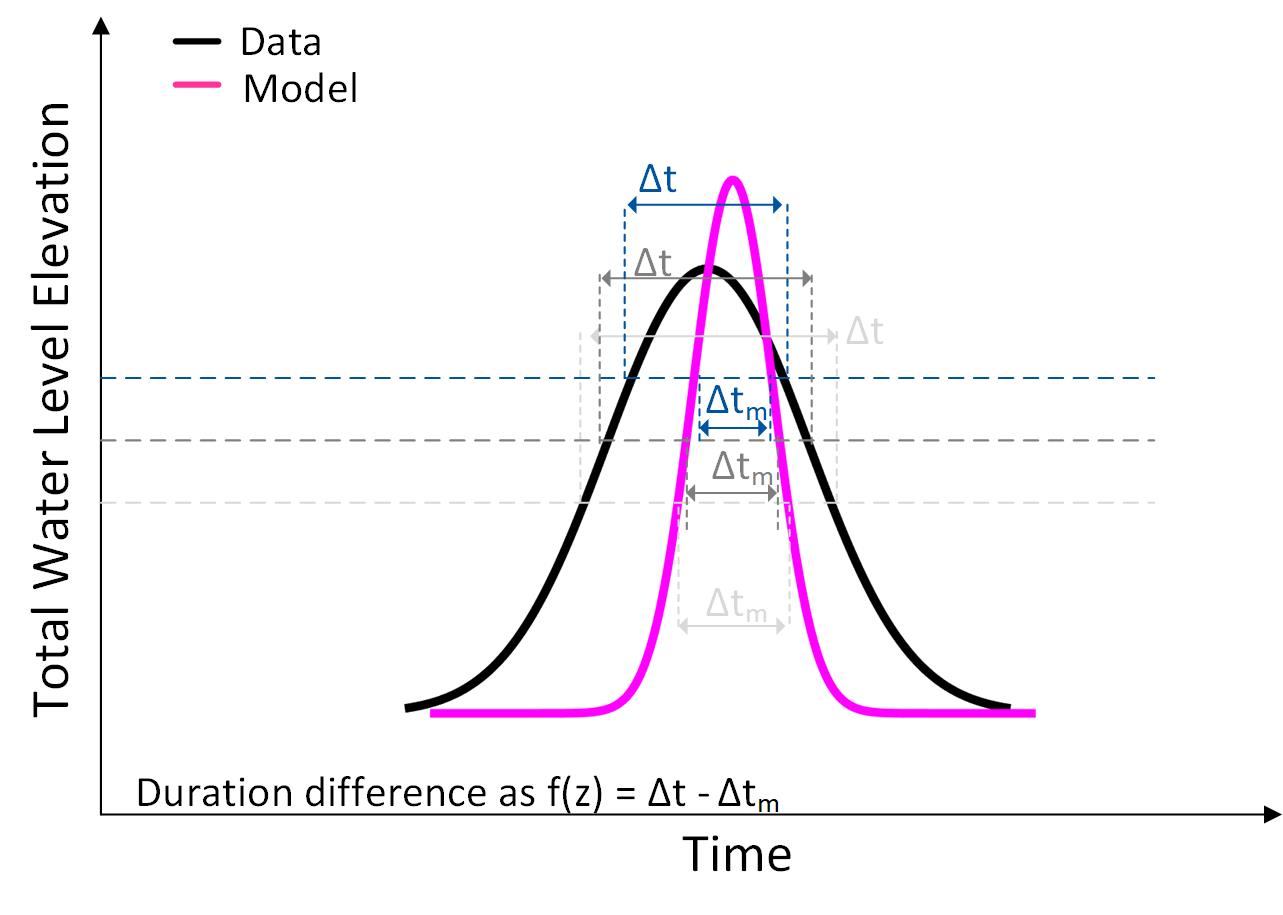 Data
Model
Total Water Level Elevation
Δt
Δt
Δt
Δtm
Δtm
Δtm
Duration difference as f(z) = Δt - Δtm
Time